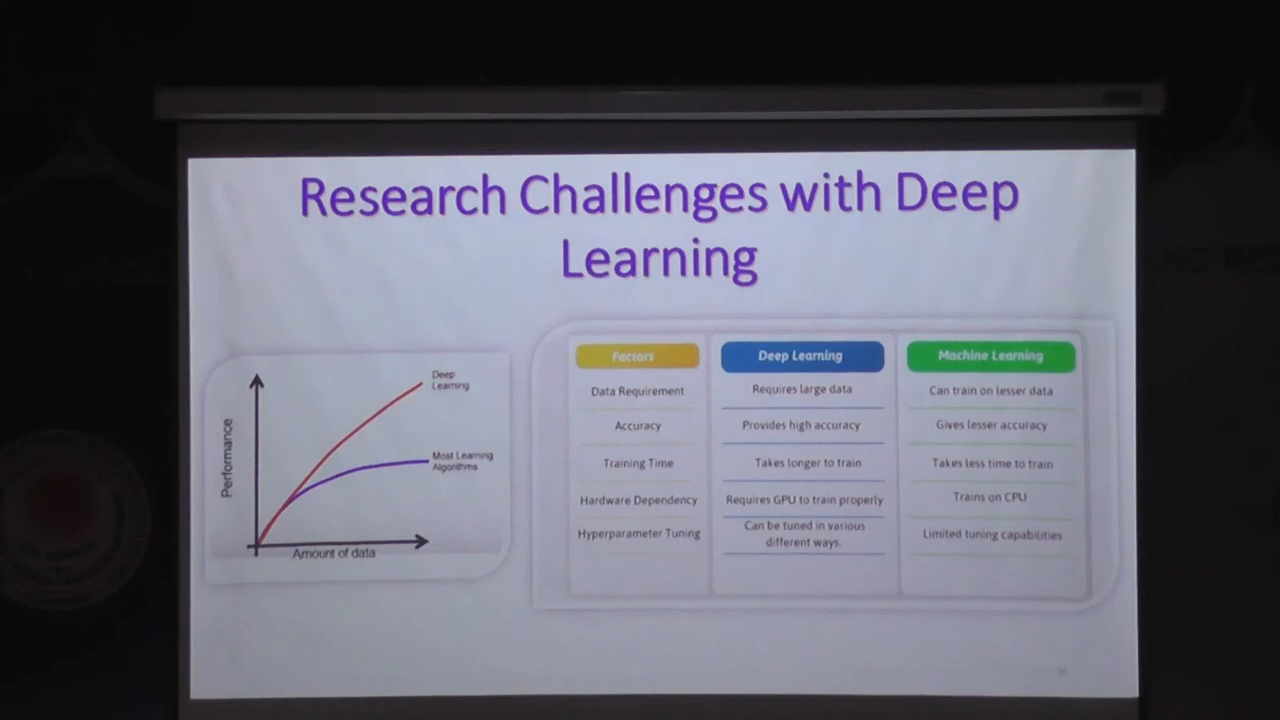 Research Challenges with Deep
Learning
Performance
Deep
Learning
Most Learning
Algorithms
Amount of data
Factors
Deep Learning
Machine Learning
Data Requirement
Requires large data
Can train on lesser data
Accuracy
Provides high accuracy
Gives lesser accuracy
Training Time
Takes longer to train
Takes less time to train
Hardware Dependency
Requires GPU to train properly
Trains on CPU
Hyperparameter Tuning
Can be tuned in various
different ways.
Limited tuning capabilities